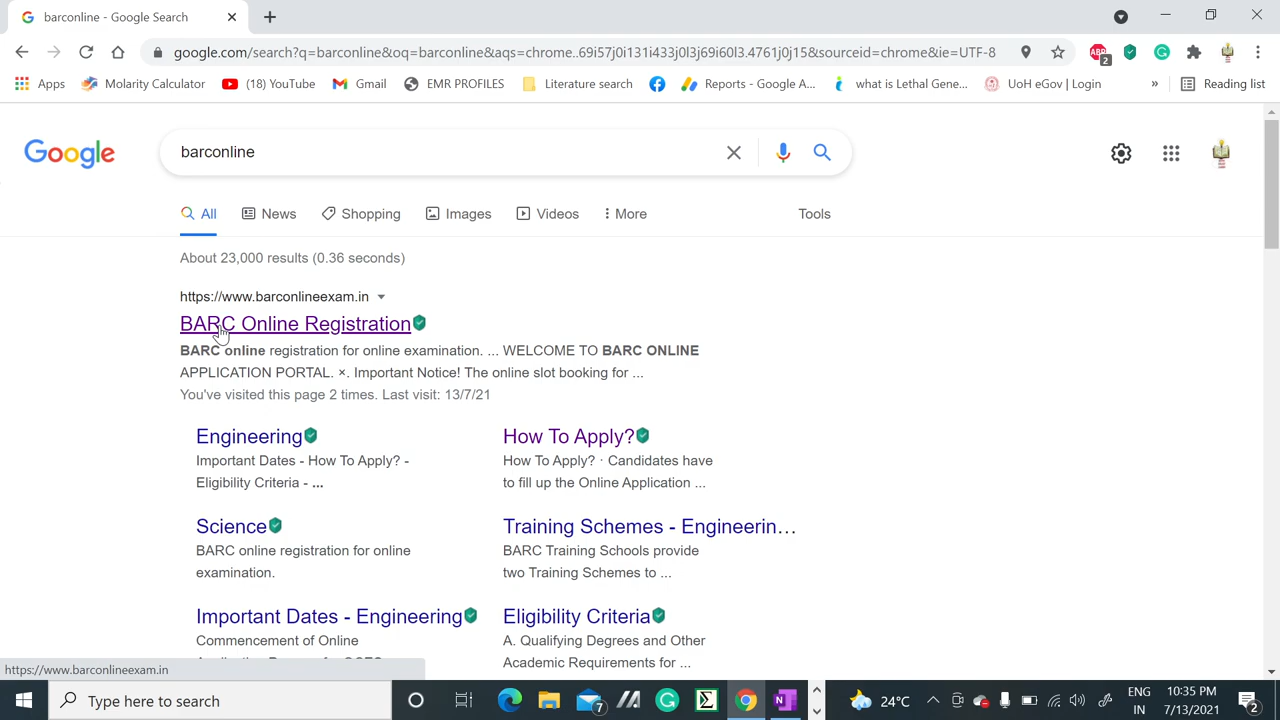 barconline - Google Search
google.com/search?q=barconline&oq=barconline&aqs=chrome..69i57j0i131i433j0l3j69i60l3.4761j0j15&sourceid=chrome&ie=UTF-8
ABP
2
Apps
Molarity Calculator
(18) YouTube
Gmail
EMR PROFILES
Literature search
Reports - Google A...
what is Lethal Gene...
UoH eGov | Login
»
Reading list
Google
barconline
All
News
Shopping
Images
Videos
More
Tools
About 23,000 results (0.36 seconds)
https://www.barconlineexam.in
BARC Online Registration
BARC online registration for online examination. ... WELCOME TO BARC ONLINE
APPLICATION PORTAL. ×. Important Notice! The online slot booking for ...
You've visited this page 2 times. Last visit: 13/7/21
Engineering
Important Dates - How To Apply? -
Eligibility Criteria - ...
How To Apply?
How To Apply? · Candidates have
to fill up the Online Application ...
Science
BARC online registration for online
examination.
Training Schemes - Engineerin...
BARC Training Schools provide
two Training Schemes to ...
Important Dates - Engineering
Commencement of Online
Eligibility Criteria
A. Qualifying Degrees and Other
Academic Requirements for ...
https://www.barconlineexam.in
Type here to search
7
24°C
ENG
IN
10:35 PM
7/13/2021
2